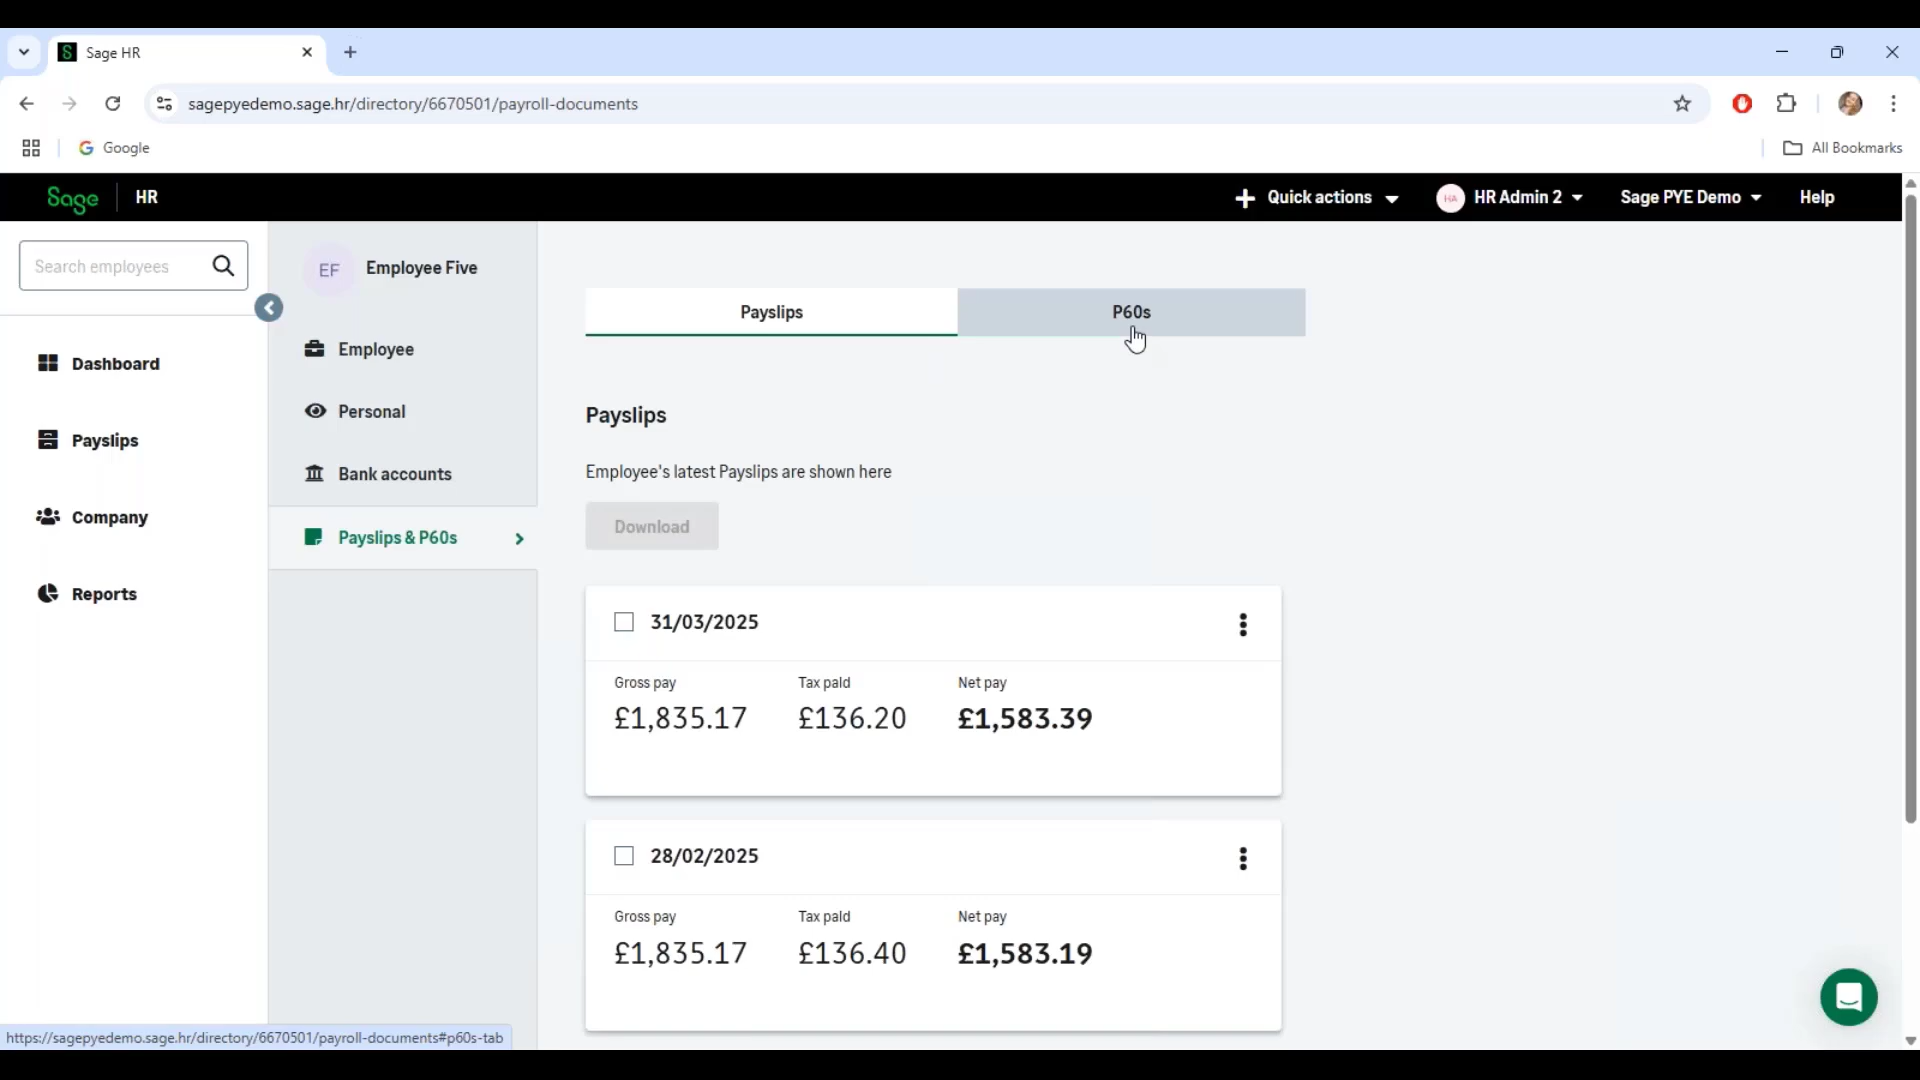 Sage HR
sagepyedemo.sage.hr/directory/6670501/payroll-documents
Google
All Bookmarks
Sage HR
Quick actions
HA HR Admin 2
Sage PYE Demo
Help
Search employees
Dashboard
Payslips
Company
Reports
EF Employee Five
Employee
Personal
Bank accounts
Payslips & P60s
Payslips P60s
Payslips
Employee's latest Payslips are shown here
Download
31/03/2025
Gross pay Tax paid Net pay
£1,835.17 £136.20 £1,583.39
28/02/2025
Gross pay Tax paid Net pay
£1,835.17 £136.40 £1,583.19
https://sagepyedemo.sage.hr/directory/6670501/payroll-documents#p60s-tab